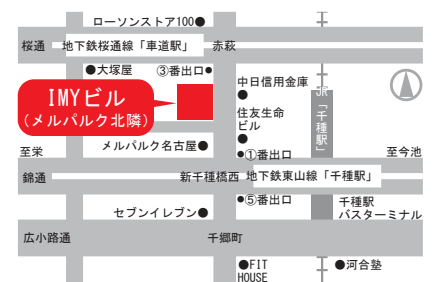 ローソンストア100●
桜通
地下鉄桜通線「車道駅」
赤萩
●大塚屋
③番出口●
中日信用金庫
●
JR「千種駅」
IMYビル
(メルパルク北隣)
住友生命
ビル
●
至栄
メルパルク名古屋●
●①番出口
至今池
錦通
新千種橋西
地下鉄東山線「千種駅」
セブンイレブン●
●⑤番出口
千種駅
バスターミナル
広小路通
千郷町
●FIT
HOUSE
●河合塾